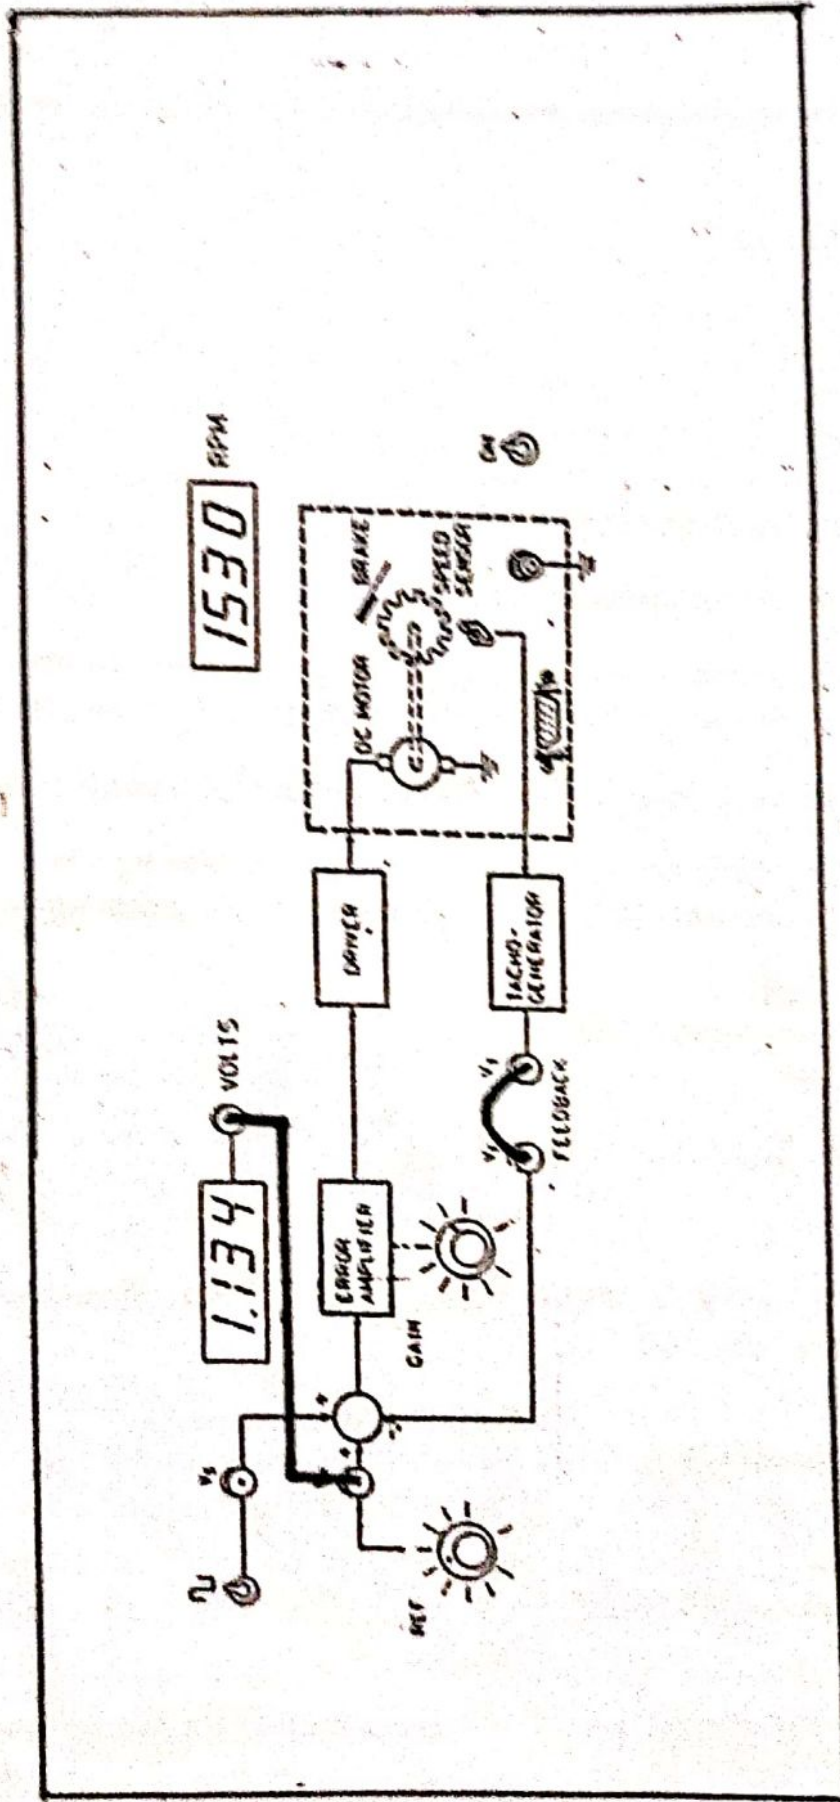 1.134
VOLTS
1530
RPM
DC MOTOR
BRAKE
SPEED
SENSOR
ERROR
AMPLIFIER
DRIVER
GAIN
REF
FEEDBACK
TACHO-
GENERATOR
ON